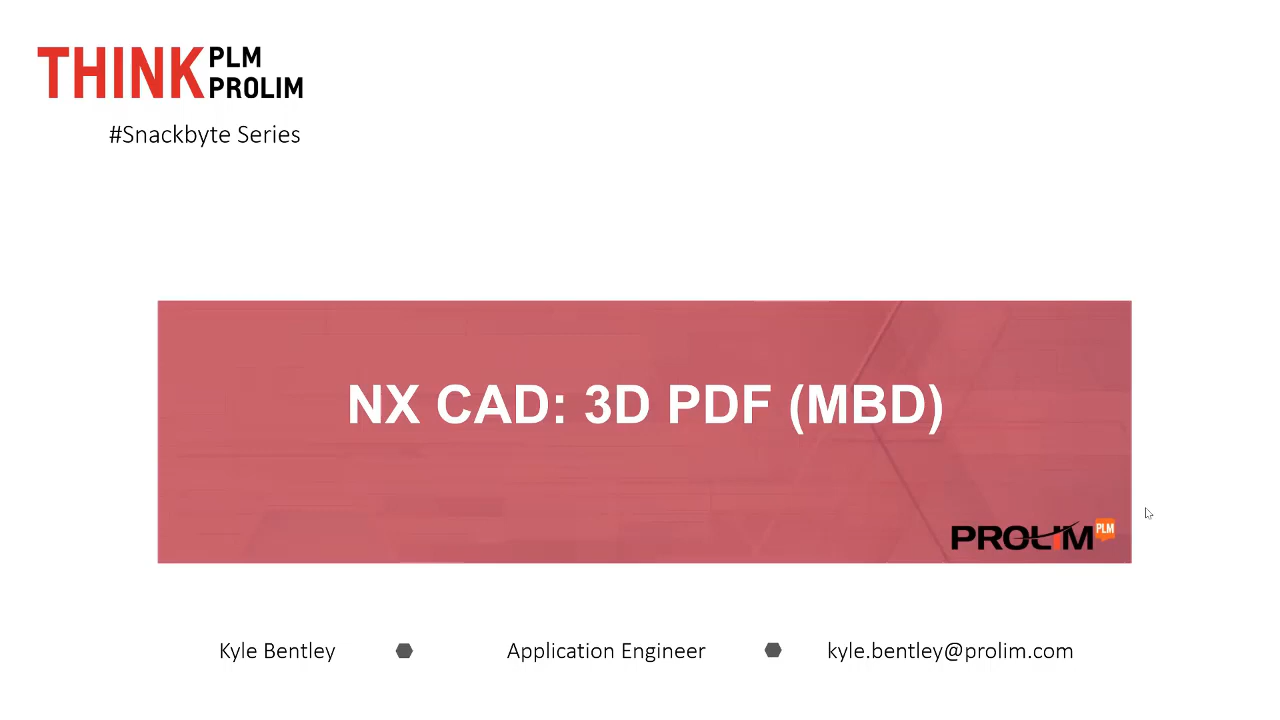 THINK PLM
PROLIM
#Snackbyte Series
NX CAD: 3D PDF (MBD)
PROLIM PLM
Kyle Bentley
Application Engineer
kyle.bentley@prolim.com